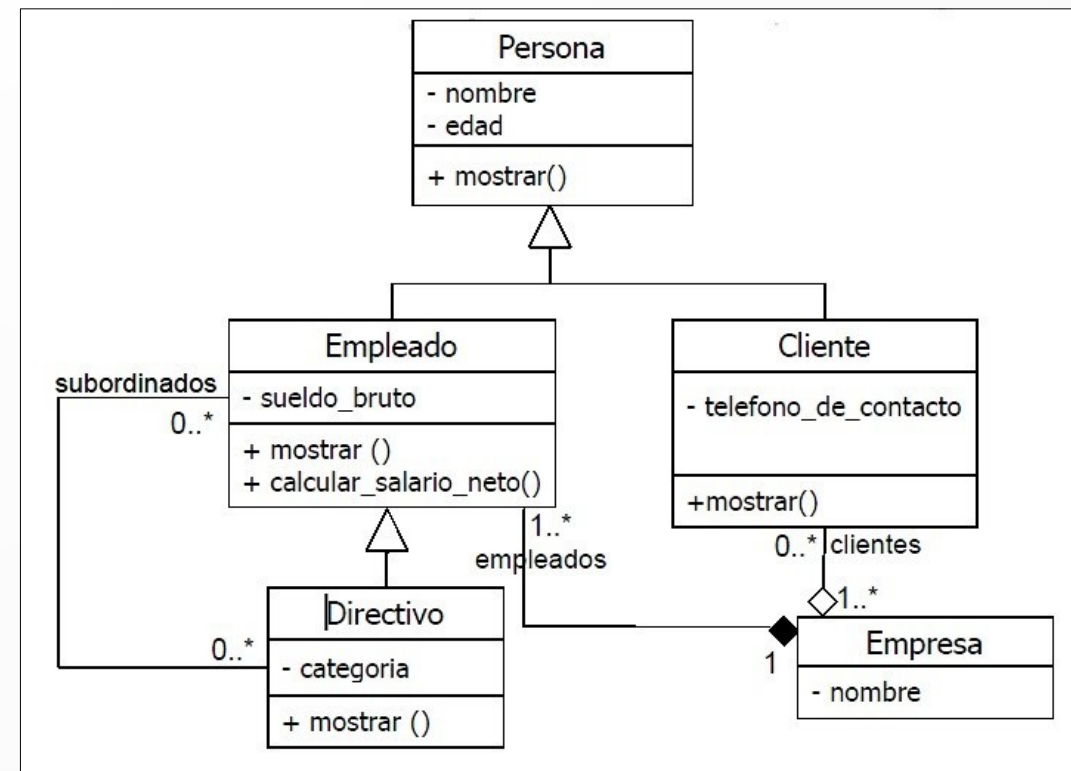 Persona
- nombre
- edad
+ mostrar()
Empleado
- sueldo_bruto
+ mostrar ()
+ calcular_salario_neto()
Cliente
- telefono_de_contacto
+mostrar()
subordinados
0..*
1..*
empleados
0..* clientes
1..*
Directivo
- categoria
+ mostrar ()
0..*
1
Empresa
- nombre